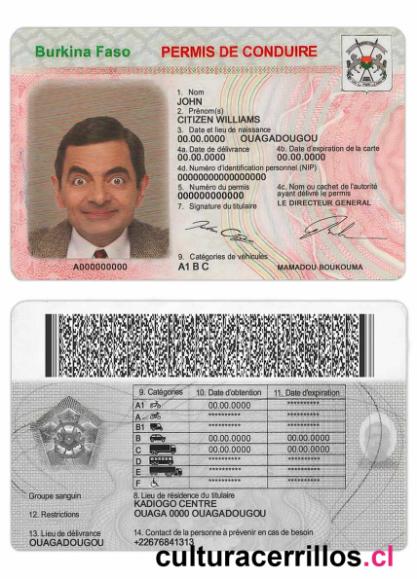 Burkina Faso PERMIS DE CONDUIRE
1. Nom
JOHN
2. Prénom(s)
CITIZEN WILLIAMS
3. Date et lieu de naissance
00.00.0000 OUAGADOUGOU
4a. Date de délivrance 4b. Date d'expiration de la carte
00.00.0000 00.00.0000
4d. Numéro d'identification personnel (NIP)
00000000000000000
5. Numéro du permis 4c. Nom ou cachet de l'autorité
ayant délivré le permis
000000000000
LE DIRECTEUR GENERAL
7. Signature du titulaire
9. Catégories de véhicules
A1 B C MAMADOU BOUKOUMA
A00000000
9. Catégories 10. Date d'obtention 11. Date d'expiration
A1 00.00.0000 **********
A ********** **********
B1 ********** **********
B 00.00.0000 00.00.0000
C 00.00.0000 00.00.0000
D ********** **********
E ********** **********
F ********** **********
Groupe sanguin
8. Lieu de résidence du titulaire
KADIOGO CENTRE
12. Restrictions
OUAGA 0000 OUAGADOUGOU
13. Lieu de délivrance 14. Contact de la personne à prévenir en cas de besoin
OUAGADOUGOU +22676841313
culturacerrillos.cl